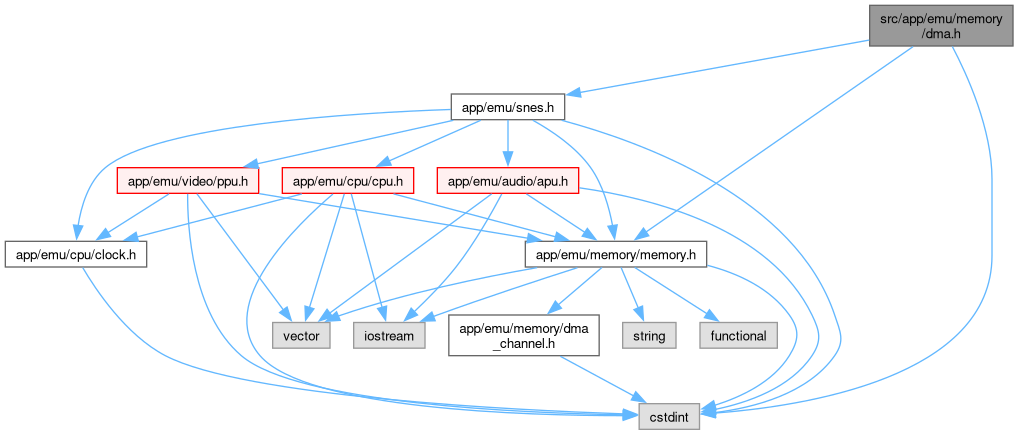 src/app/emu/memory
/dma.h
app/emu/snes.h
app/emu/video/ppu.h
app/emu/cpu/cpu.h
app/emu/audio/apu.h
app/emu/cpu/clock.h
app/emu/memory/memory.h
vector
iostream
app/emu/memory/dma
_channel.h
string
functional
cstdint